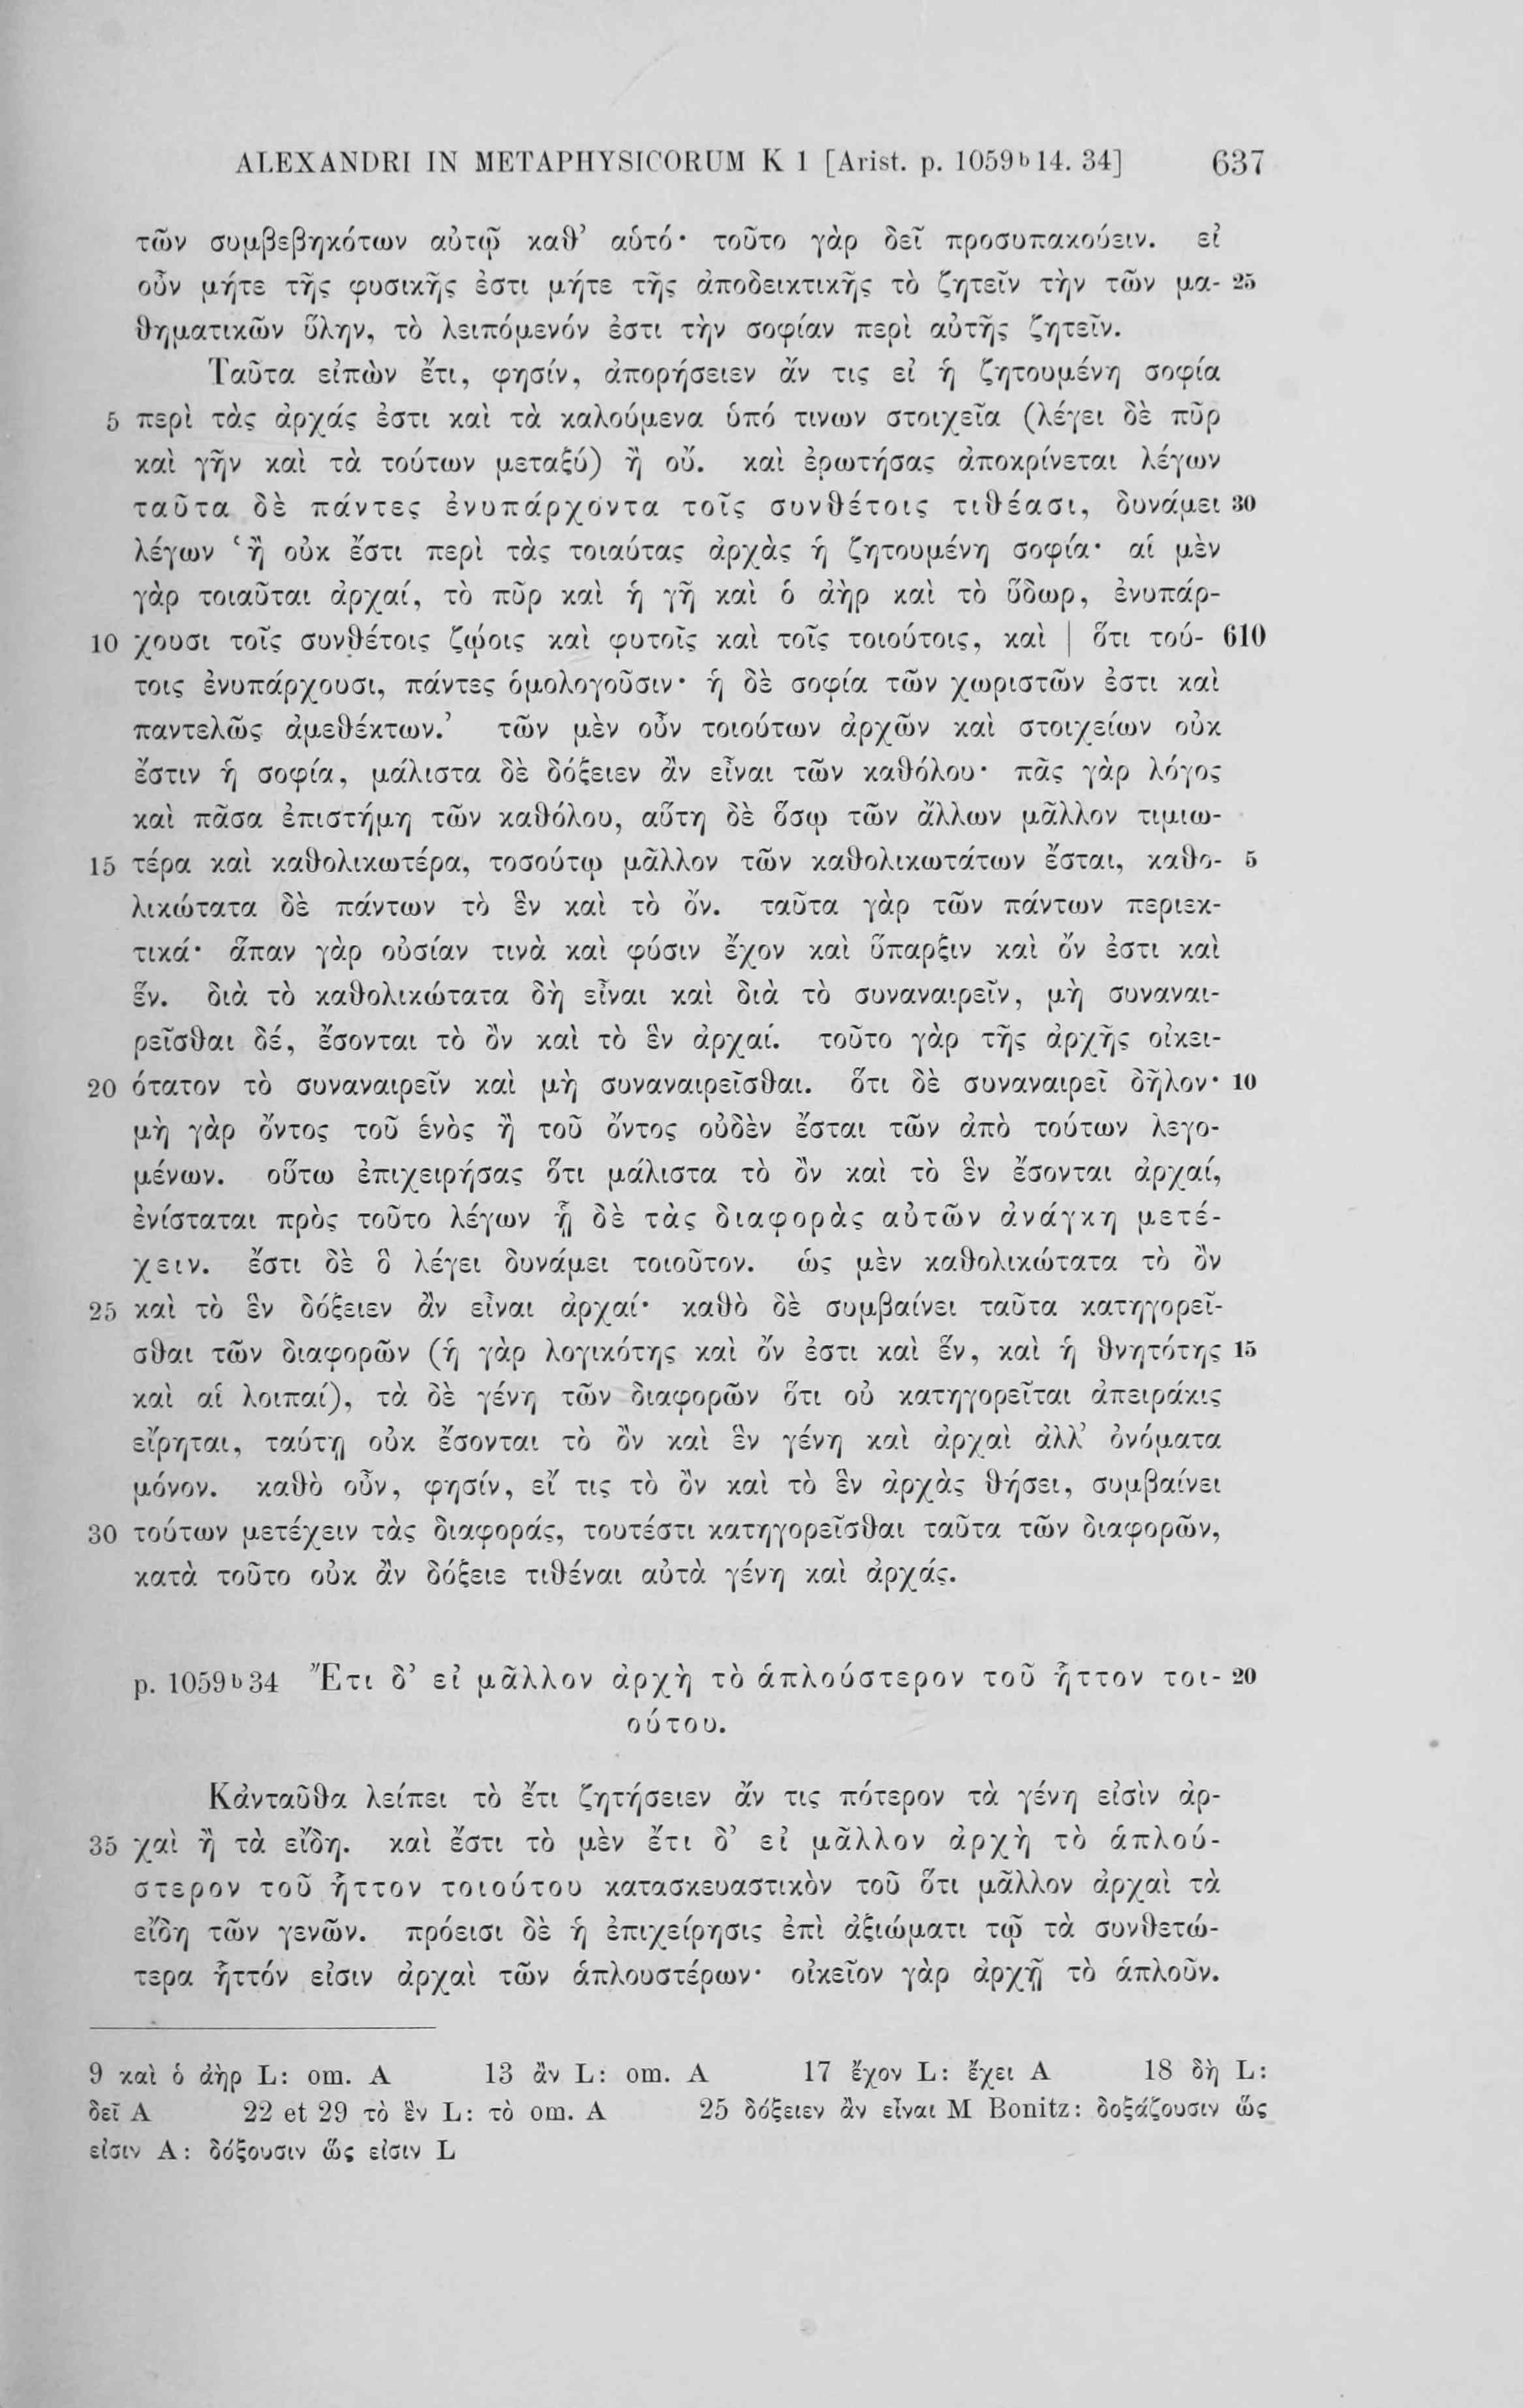 ALEXANDRI IN METAPHYSICORUM K 1 [Arist. p. 1059b 14. 34] 637
τῶν συμβεβηκότων αὐτῷ καθ’ αὑτό· τοῦτο γὰρ δεῖ προσυπακούειν. εἰ
οὖν μήτε τῆς φυσικῆς ἐστι μήτε τῆς ἀποδεικτικῆς τὸ ζητεῖν τὴν τῶν μα- 25
θηματικῶν ὕλην, τὸ λειπόμενόν ἐστι τὴν σοφίαν περὶ αὐτῆς ζητεῖν.
Ταῦτα εἰπὼν ἔτι, φησίν, ἀπορήσειεν ἄν τις εἰ ἡ ζητουμένη σοφία
5 περὶ τὰς ἀρχάς ἐστι καὶ τὰ καλούμενα ὑπό τινων στοιχεῖα (λέγει δὲ πῦρ
καὶ γῆν καὶ τὰ τούτων μεταξύ) ἢ οὔ. καὶ ἐρωτήσας ἀποκρίνεται λέγων
ταῦτα δὲ πάντες ἐνυπάρχοντα τοῖς συνθέτοις τιθέασι, δυνάμει 30
λέγων ‘ἢ οὐκ ἔστι περὶ τὰς τοιαύτας ἀρχὰς ἡ ζητουμένη σοφία· αἱ μὲν
γὰρ τοιαῦται ἀρχαί, τὸ πῦρ καὶ ἡ γῆ καὶ ὁ ἀὴρ καὶ τὸ ὕδωρ, ἐνυπάρ-
10 χουσι τοῖς συνθέτοις ζῴοις καὶ φυτοῖς καὶ τοῖς τοιούτοις, καὶ | ὅτι τού- 610
τοις ἐνυπάρχουσι, πάντες ὁμολογοῦσιν· ἡ δὲ σοφία τῶν χωριστῶν ἐστι καὶ
παντελῶς ἀμεθέκτων.’ τῶν μὲν οὖν τοιούτων ἀρχῶν καὶ στοιχείων οὐκ
ἔστιν ἡ σοφία, μάλιστα δὲ δόξειεν ἂν εἶναι τῶν καθόλου· πᾶς γὰρ λόγος
καὶ πᾶσα ἐπιστήμη τῶν καθόλου, αὕτη δὲ ὅσῳ τῶν ἄλλων μᾶλλον τιμιω-
15 τέρα καὶ καθολικωτέρα, τοσούτῳ μᾶλλον τῶν καθολικωτάτων ἔσται, καθο- 5
λικώτατα δὲ πάντων τὸ ἓν καὶ τὸ ὄν. ταῦτα γὰρ τῶν πάντων περιεκ-
τικά· ἅπαν γὰρ οὐσίαν τινὰ καὶ φύσιν ἔχον καὶ ὕπαρξιν καὶ ὄν ἐστι καὶ
ἕν. διὰ τὸ καθολικώτατα δὴ εἶναι καὶ διὰ τὸ συναναιρεῖν, μὴ συναναι-
ρεῖσθαι δέ, ἔσονται τὸ ὂν καὶ τὸ ἓν ἀρχαί. τοῦτο γὰρ τῆς ἀρχῆς οἰκει-
20 ότατον τὸ συναναιρεῖν καὶ μὴ συναναιρεῖσθαι. ὅτι δὲ συναναιρεῖ δῆλον· 10
μὴ γὰρ ὄντος τοῦ ἑνὸς ἢ τοῦ ὄντος οὐδὲν ἔσται τῶν ἀπὸ τούτων λεγο-
μένων. οὕτω ἐπιχειρήσας ὅτι μάλιστα τὸ ὂν καὶ τὸ ἓν ἔσονται ἀρχαί,
ἐνίσταται πρὸς τοῦτο λέγων ᾗ δὲ τὰς διαφορὰς αὐτῶν ἀνάγκη μετέ-
χειν. ἔστι δὲ ὃ λέγει δυνάμει τοιοῦτον. ὡς μὲν καθολικώτατα τὸ ὂν
25 καὶ τὸ ἓν δόξειεν ἂν εἶναι ἀρχαί· καθὸ δὲ συμβαίνει ταῦτα κατηγορεῖ-
σθαι τῶν διαφορῶν (ἡ γὰρ λογικότης καὶ ὄν ἐστι καὶ ἕν, καὶ ἡ θνητότης 15
καὶ αἱ λοιπαί), τὰ δὲ γένη τῶν διαφορῶν ὅτι οὐ κατηγορεῖται ἀπειράκις
εἴρηται, ταύτῃ οὐκ ἔσονται τὸ ὂν καὶ ἓν γένη καὶ ἀρχαὶ ἀλλ’ ὀνόματα
μόνον. καθὸ οὖν, φησίν, εἴ τις τὸ ὂν καὶ τὸ ἓν ἀρχὰς θήσει, συμβαίνει
30 τούτων μετέχειν τὰς διαφοράς, τουτέστι κατηγορεῖσθαι ταῦτα τῶν διαφορῶν,
κατὰ τοῦτο οὐκ ἂν δόξειε τιθέναι αὐτὰ γένη καὶ ἀρχάς.
p. 1059b34 Ἔτι δ’ εἰ μᾶλλον ἀρχὴ τὸ ἁπλούστερον τοῦ ἧττον τοι- 20
ούτου.
Κἀνταῦθα λείπει τὸ ἔτι ζητήσειεν ἄν τις πότερον τὰ γένη εἰσὶν ἀρ-
35 χαὶ ἢ τὰ εἴδη. καὶ ἔστι τὸ μὲν ἔτι δ’ εἰ μᾶλλον ἀρχὴ τὸ ἁπλού-
στερον τοῦ ἧττον τοιούτου κατασκευαστικὸν τοῦ ὅτι μᾶλλον ἀρχαὶ τὰ
εἴδη τῶν γενῶν. πρόεισι δὲ ἡ ἐπιχείρησις ἐπὶ ἀξιώματι τῷ τὰ συνθετώ-
τερα ἧττόν εἰσιν ἀρχαὶ τῶν ἁπλουστέρων· οἰκεῖον γὰρ ἀρχῇ τὸ ἁπλοῦν.
9 καὶ ὁ ἀὴρ L: om. A 13 ἂν L: om. A 17 ἔχον L: ἔχει A 18 δὴ L:
δεῖ A 22 et 29 τὸ ἓν L: τὸ om. A 25 δόξειεν ἂν εἶναι M Bonitz: δοξάζουσιν ὥς
εἰσιν A: δόξουσιν ὥς εἰσιν L